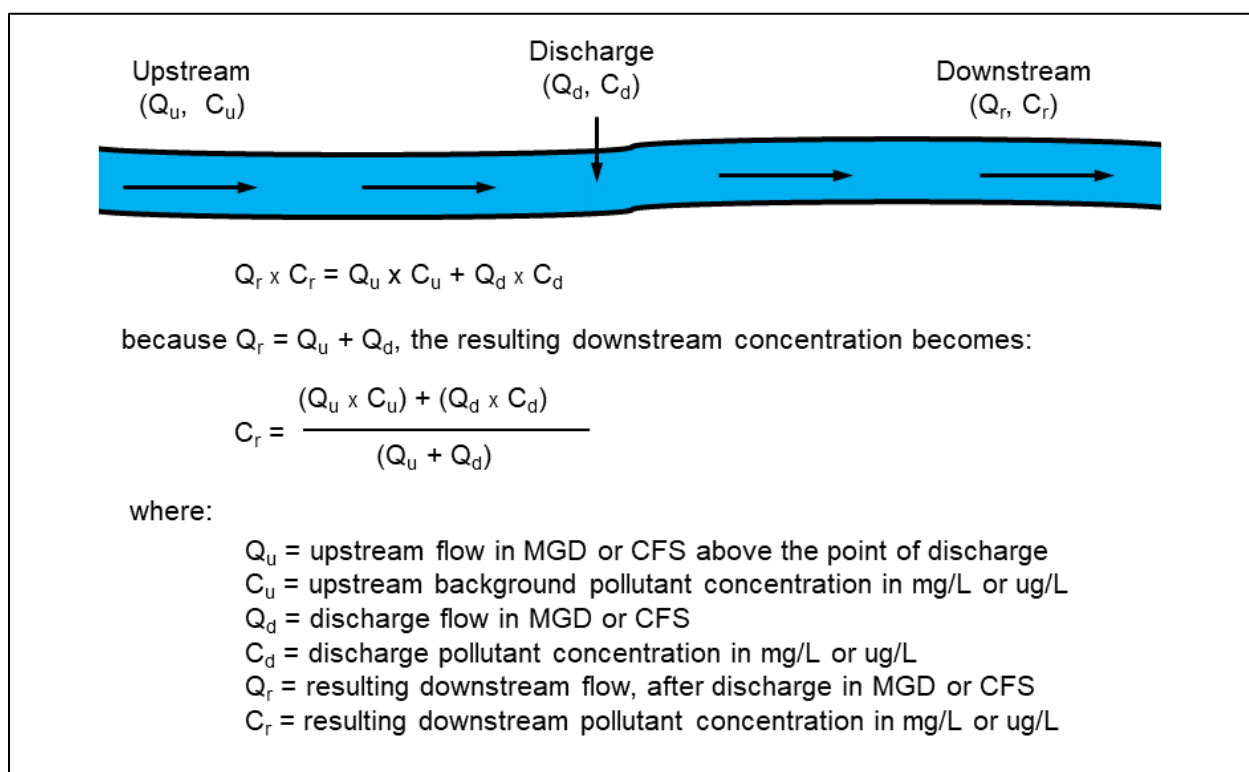 Upstream
(Qu, Cu)
Discharge
(Qd, Cd)
Downstream
(Qr, Cr)
Qr x Cr = Qu x Cu + Qd x Cd
because Qr = Qu + Qd, the resulting downstream concentration becomes:
(Qu x Cu) + (Qd x Cd)
Cr =
(Qu + Qd)
where:
Qu = upstream flow in MGD or CFS above the point of discharge
Cu = upstream background pollutant concentration in mg/L or ug/L
Qd = discharge flow in MGD or CFS
Cd = discharge pollutant concentration in mg/L or ug/L
Qr = resulting downstream flow, after discharge in MGD or CFS
Cr = resulting downstream pollutant concentration in mg/L or ug/L